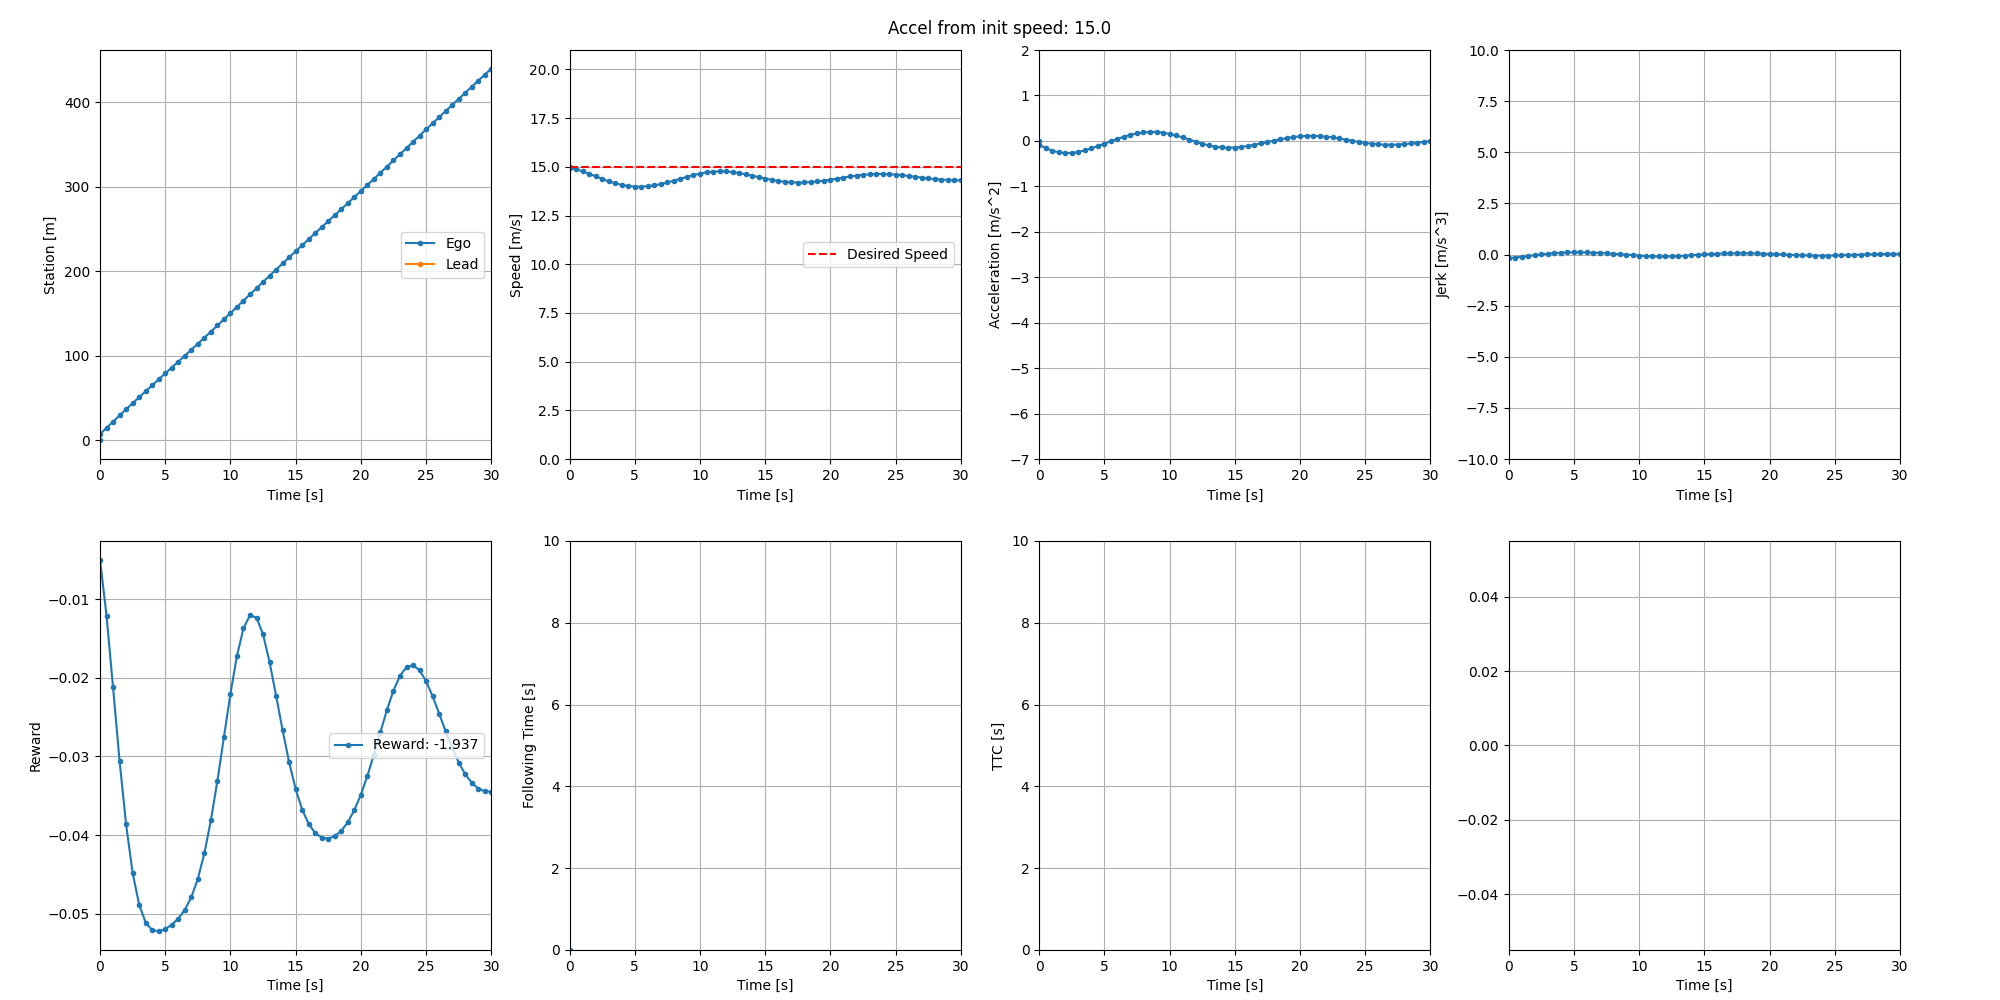 Accel from init speed: 15.0
400
300
200
100
0
Station [m]
Ego
Lead
0 5 10 15 20 25 30
Time [s]
20.0
17.5
15.0
12.5
10.0
7.5
5.0
2.5
0.0
Speed [m/s]
Desired Speed
0 5 10 15 20 25 30
Time [s]
2
1
0
−1
−2
−3
−4
−5
−6
−7
Acceleration [m/s^2]
0 5 10 15 20 25 30
Time [s]
10.0
7.5
5.0
2.5
0.0
−2.5
−5.0
−7.5
−10.0
Jerk [m/s^3]
0 5 10 15 20 25 30
Time [s]
−0.01
−0.02
−0.03
−0.04
−0.05
Reward
Reward: -1.937
0 5 10 15 20 25 30
Time [s]
10
8
6
4
2
0
Following Time [s]
0 5 10 15 20 25 30
Time [s]
10
8
6
4
2
0
TTC [s]
0 5 10 15 20 25 30
Time [s]
0.04
0.02
0.00
−0.02
−0.04
0 5 10 15 20 25 30
Time [s]